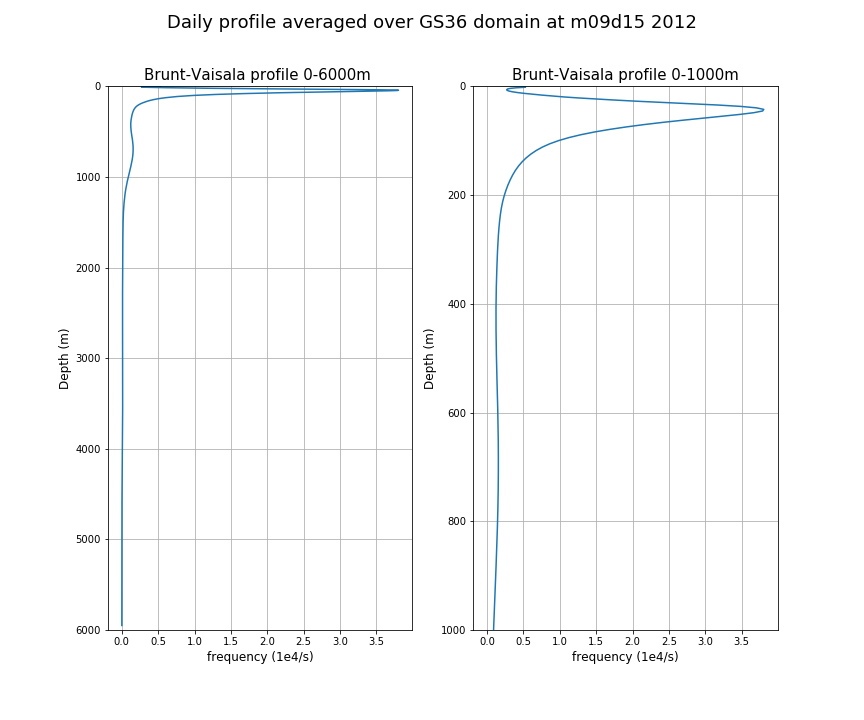 Daily profile averaged over GS36 domain at m09d15 2012
Brunt-Vaisala profile 0-6000m
0
1000
2000
3000
4000
5000
6000
Depth (m)
0.0 0.5 1.0 1.5 2.0 2.5 3.0 3.5
frequency (1e4/s)
Brunt-Vaisala profile 0-1000m
0
200
400
600
800
1000
Depth (m)
0.0 0.5 1.0 1.5 2.0 2.5 3.0 3.5
frequency (1e4/s)